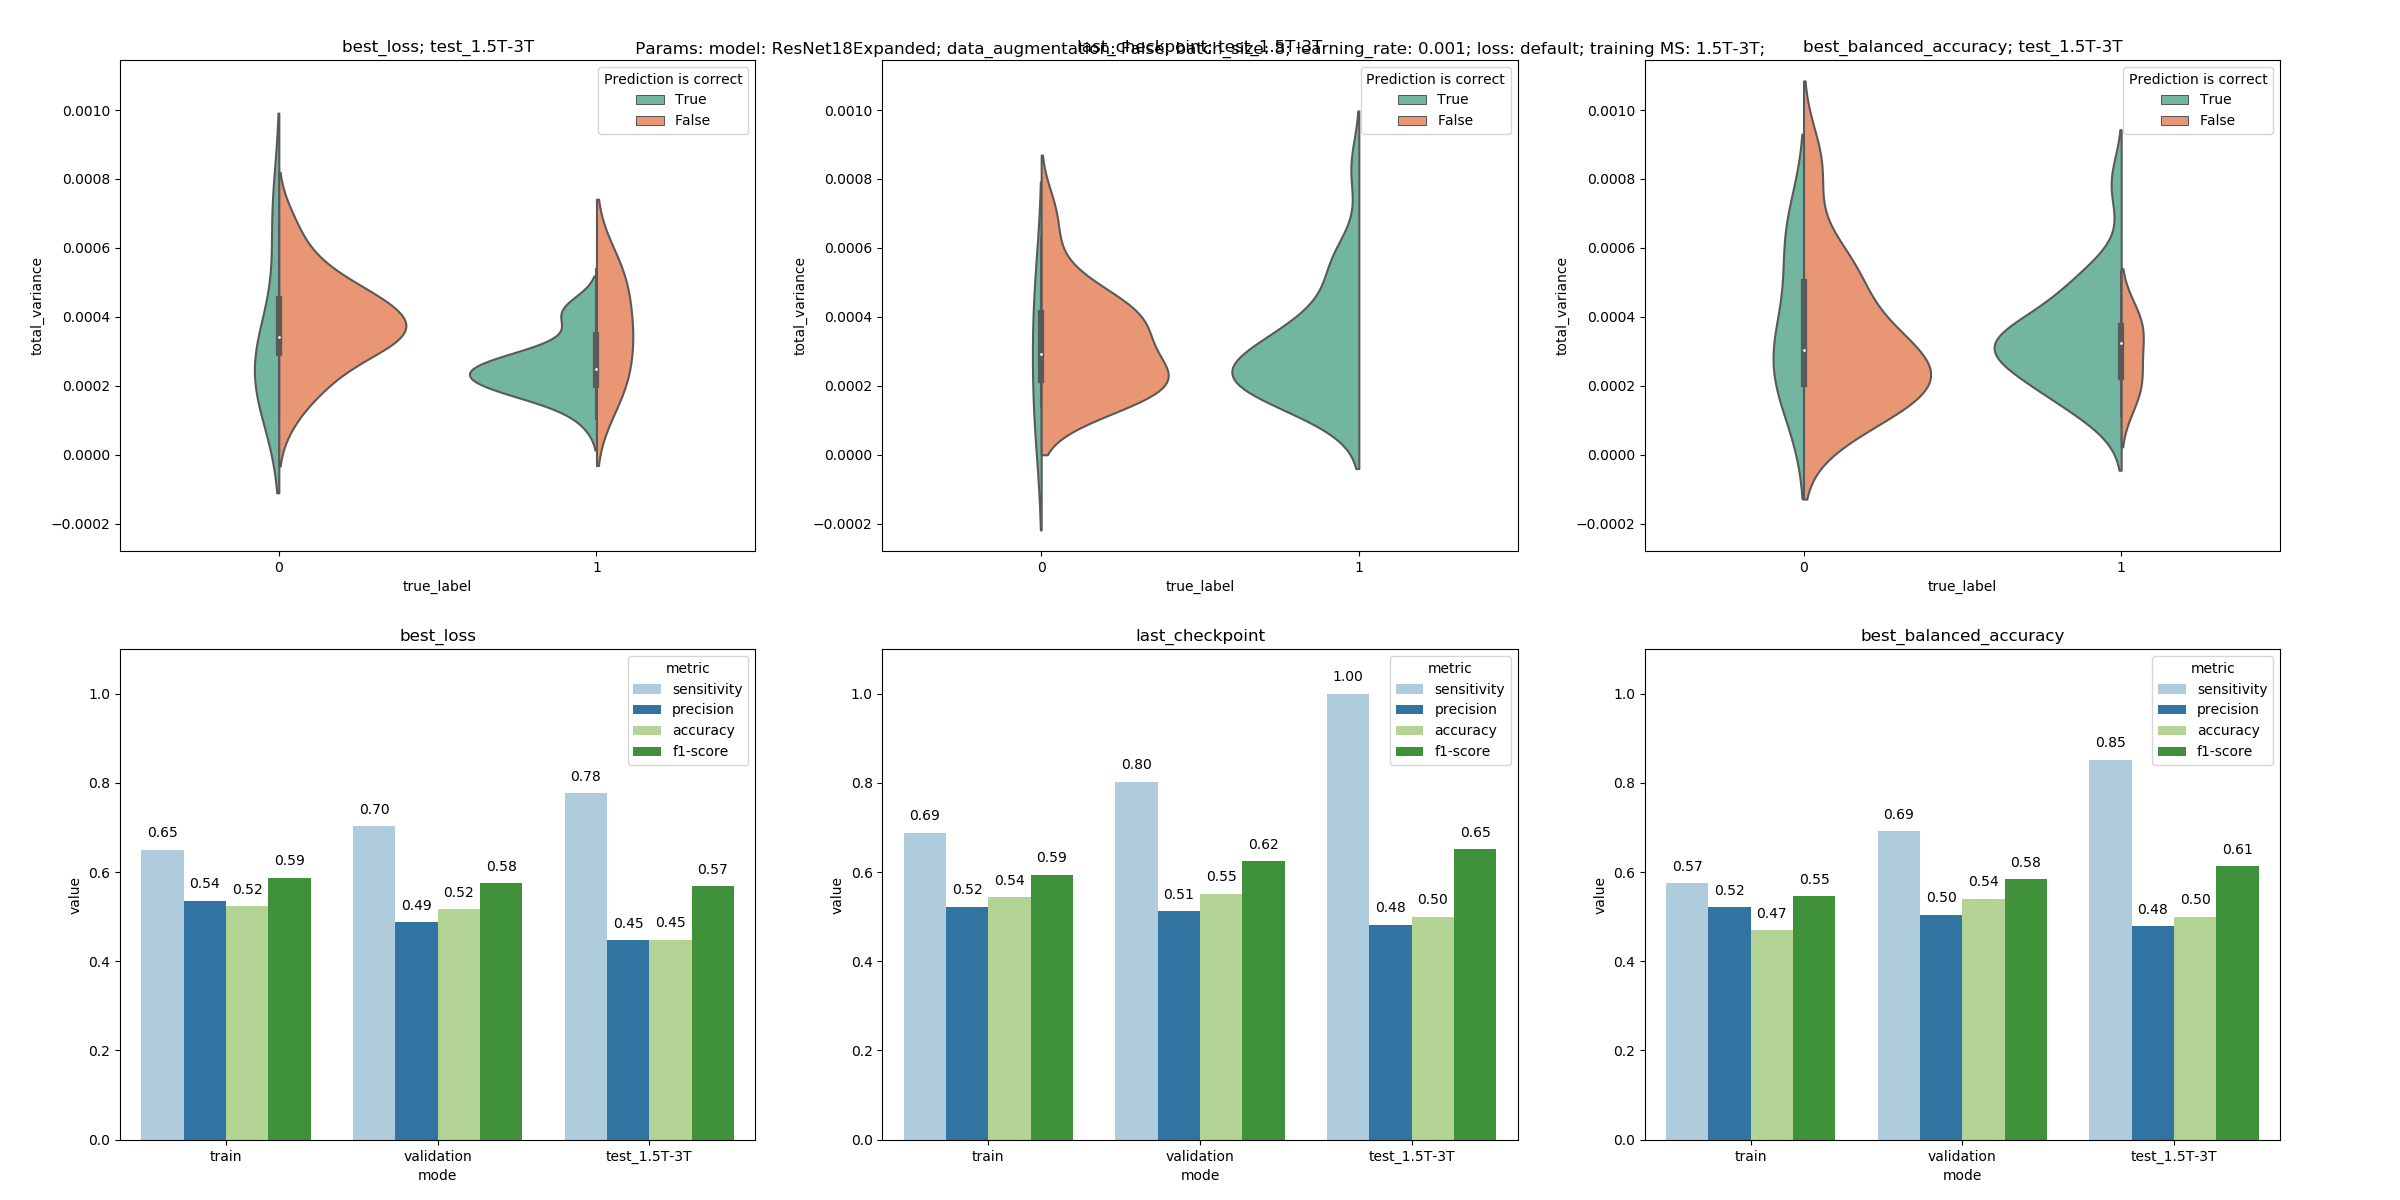 best_loss; test_1.5T-3T
Params: model: ResNet18Expanded; data_augmentation: False; batch_size: 8; learning_rate: 0.001; loss: default; training MS: 1.5T-3T;
last_checkpoint; test_1.5T-3T
best_balanced_accuracy; test_1.5T-3T
Prediction is correct
True
False
0.0010
0.0008
0.0006
0.0004
0.0002
0.0000
−0.0002
total_variance
0
1
true_label
Prediction is correct
True
False
0.0010
0.0008
0.0006
0.0004
0.0002
0.0000
−0.0002
total_variance
0
1
true_label
Prediction is correct
True
False
0.0010
0.0008
0.0006
0.0004
0.0002
0.0000
−0.0002
total_variance
0
1
true_label
best_loss
metric
sensitivity
precision
accuracy
f1-score
1.0
0.8
0.6
0.4
0.2
0.0
value
0.65
0.54
0.52
0.59
0.70
0.49
0.52
0.58
0.78
0.45
0.45
0.57
train
validation
test_1.5T-3T
mode
last_checkpoint
metric
sensitivity
precision
accuracy
f1-score
1.0
0.8
0.6
0.4
0.2
0.0
value
0.69
0.52
0.54
0.59
0.80
0.51
0.55
0.62
1.00
0.48
0.50
0.65
train
validation
test_1.5T-3T
mode
best_balanced_accuracy
metric
sensitivity
precision
accuracy
f1-score
1.0
0.8
0.6
0.4
0.2
0.0
value
0.57
0.52
0.47
0.55
0.69
0.50
0.54
0.58
0.85
0.48
0.50
0.61
train
validation
test_1.5T-3T
mode